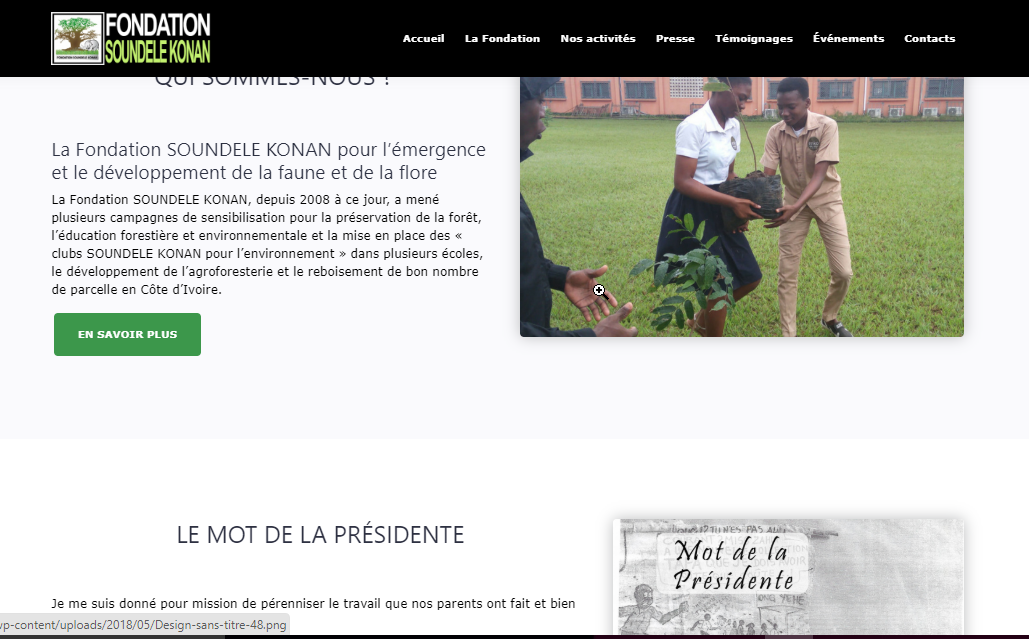 FONDATION
SOUNDELE KONAN
FONDATION SOUNDELE KONAN
Accueil La Fondation Nos activités Presse Témoignages Événements Contacts
QUI SOMMES-NOUS ?
La Fondation SOUNDELE KONAN pour l’émergence
et le développement de la faune et de la flore
La Fondation SOUNDELE KONAN, depuis 2008 à ce jour, a mené
plusieurs campagnes de sensibilisation pour la préservation de la forêt,
l’éducation forestière et environnementale et la mise en place des «
clubs SOUNDELE KONAN pour l’environnement » dans plusieurs écoles,
le développement de l’agroforesterie et le reboisement de bon nombre
de parcelle en Côte d’Ivoire.
EN SAVOIR PLUS
LE MOT DE LA PRÉSIDENTE
Mot de la
Présidente
Je me suis donné pour mission de pérenniser le travail que nos parents ont fait et bien
vp-content/uploads/2018/05/Design-sans-titre-48.png